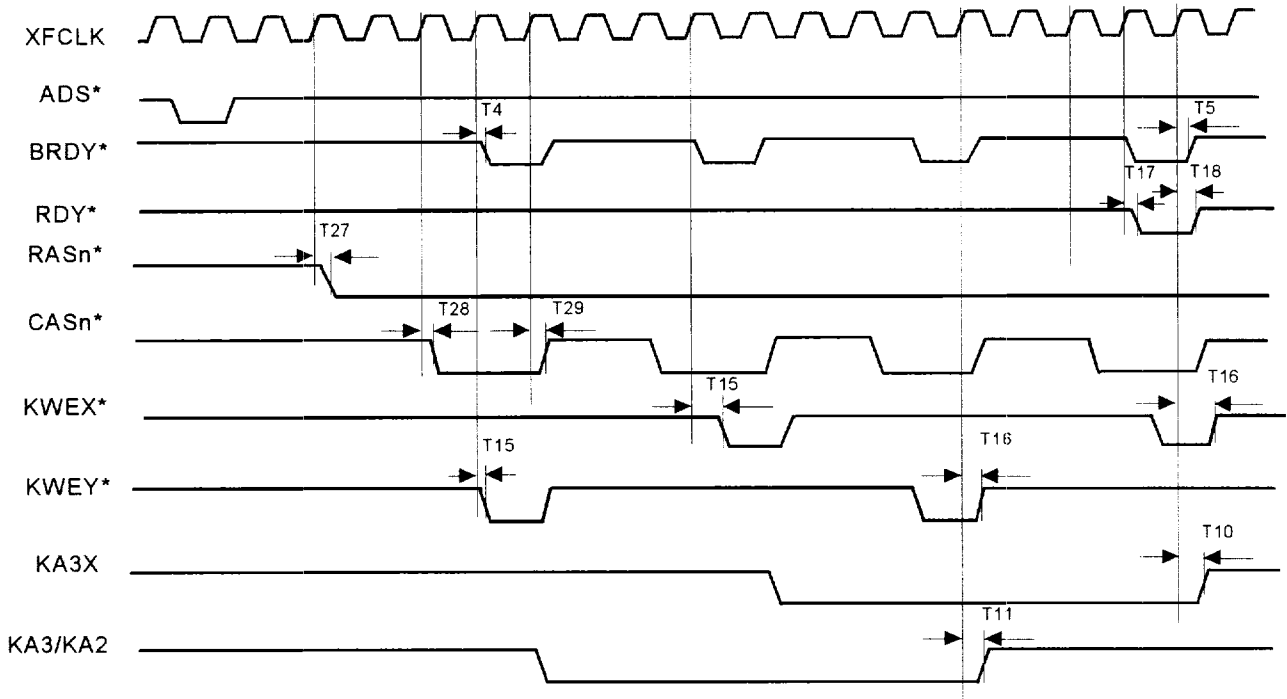 XFCLK
ADS*
T4
T5
BRDY*
T17
T18
RDY*
T27
RASn*
T28
T29
CASn*
T15
T16
KWEX*
T15
T16
KWEY*
T10
KA3X
T11
KA3/KA2